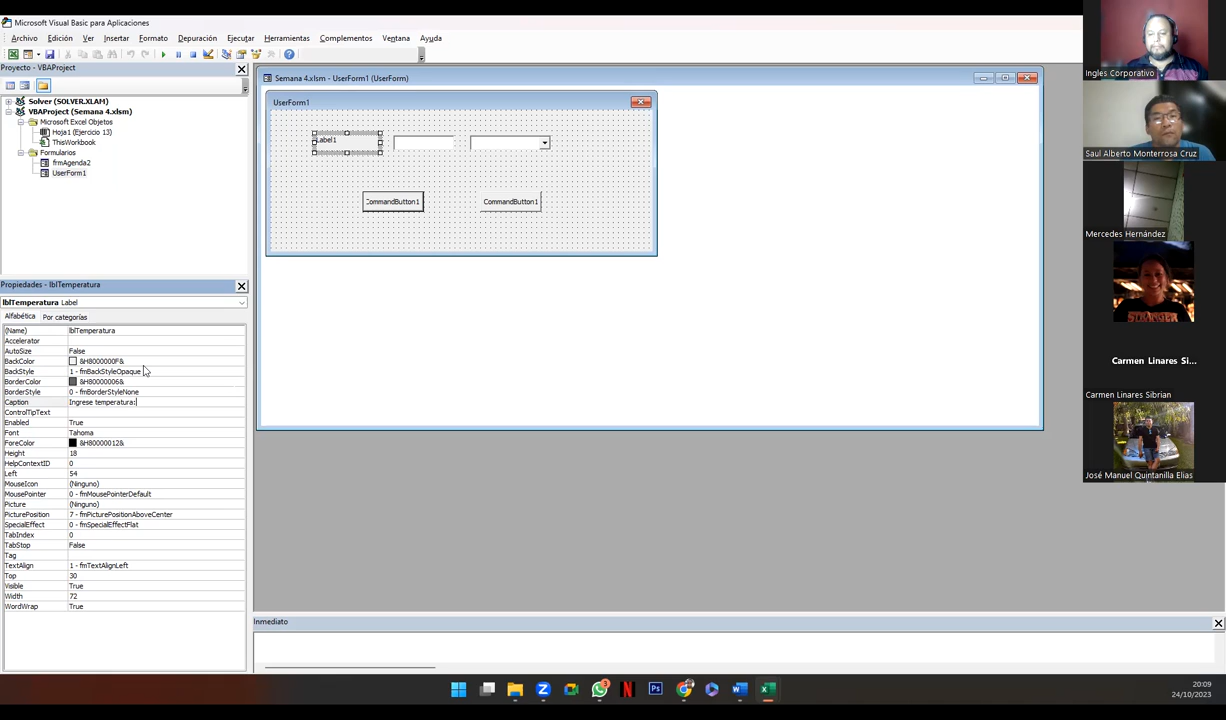 Microsoft Visual Basic para Aplicaciones
Archivo Edición Ver Insertar Formato Depuración Ejecutar Herramientas Complementos Ventana Ayuda
Proyecto - VBAProject
Solver (SOLVER.XLAM)
VBAProject (Semana 4.xlsm)
Microsoft Excel Objetos
Hoja1 (Ejercicio 13)
ThisWorkbook
Formularios
frmAgenda2
UserForm1
Propiedades - lblTemperatura
lblTemperatura Label
Alfabética Por categorías
(Name) lblTemperatura
Accelerator
AutoSize False
BackColor &H8000000F&
BackStyle 1 - fmBackStyleOpaque
BorderColor &H80000006&
BorderStyle 0 - fmBorderStyleNone
Caption Ingrese temperatura:
ControlTipText
Enabled True
Font Tahoma
ForeColor &H80000012&
Height 18
HelpContextID 0
Left 54
MouseIcon (Ninguno)
MousePointer 0 - fmMousePointerDefault
Picture (Ninguno)
PicturePosition 7 - fmPicturePositionAboveCenter
SpecialEffect 0 - fmSpecialEffectFlat
TabIndex 0
TabStop False
Tag
TextAlign 1 - fmTextAlignLeft
Top 30
Visible True
Width 72
WordWrap True
Semana 4.xlsm - UserForm1 (UserForm)
UserForm1
Label1
CommandButton1 CommandButton1
Inmediato
Ingles Corporativo
Saul Alberto Monterrosa Cruz
Mercedes Hernández
STRANGER
Carmen Linares Si...
Carmen Linares Sibrian
José Manuel Quintanilla Elias
3
20:09
24/10/2023